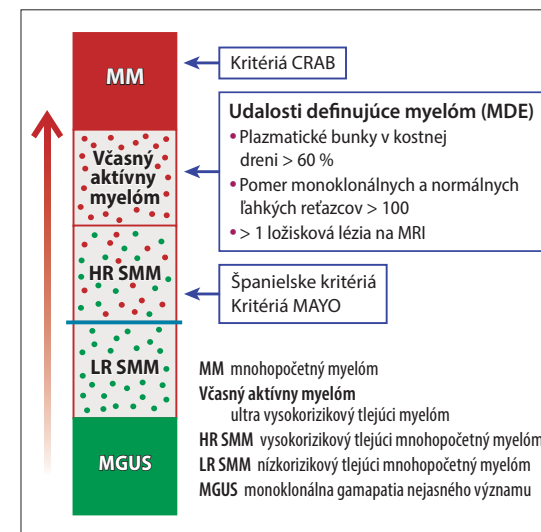 MM
Kritériá CRAB
Včasný
aktívny
myelóm
Udalosti definujúce myelóm (MDE)
• Plazmatické bunky v kostnej
dreni > 60 %
• Pomer monoklonálnych a normálnych
ľahkých reťazcov > 100
• > 1 ložisková lézia na MRI
HR SMM
Španielske kritériá
Kritériá MAYO
LR SMM
MGUS
MM mnohopočetný myelóm
Včasný aktívny myelóm
ultra vysokorizikový tlejúci myelóm
HR SMM vysokorizikový tlejúci mnohopočetný myelóm
LR SMM nízkorizikový tlejúci mnohopočetný myelóm
MGUS monoklonálna gamapatia nejasného významu